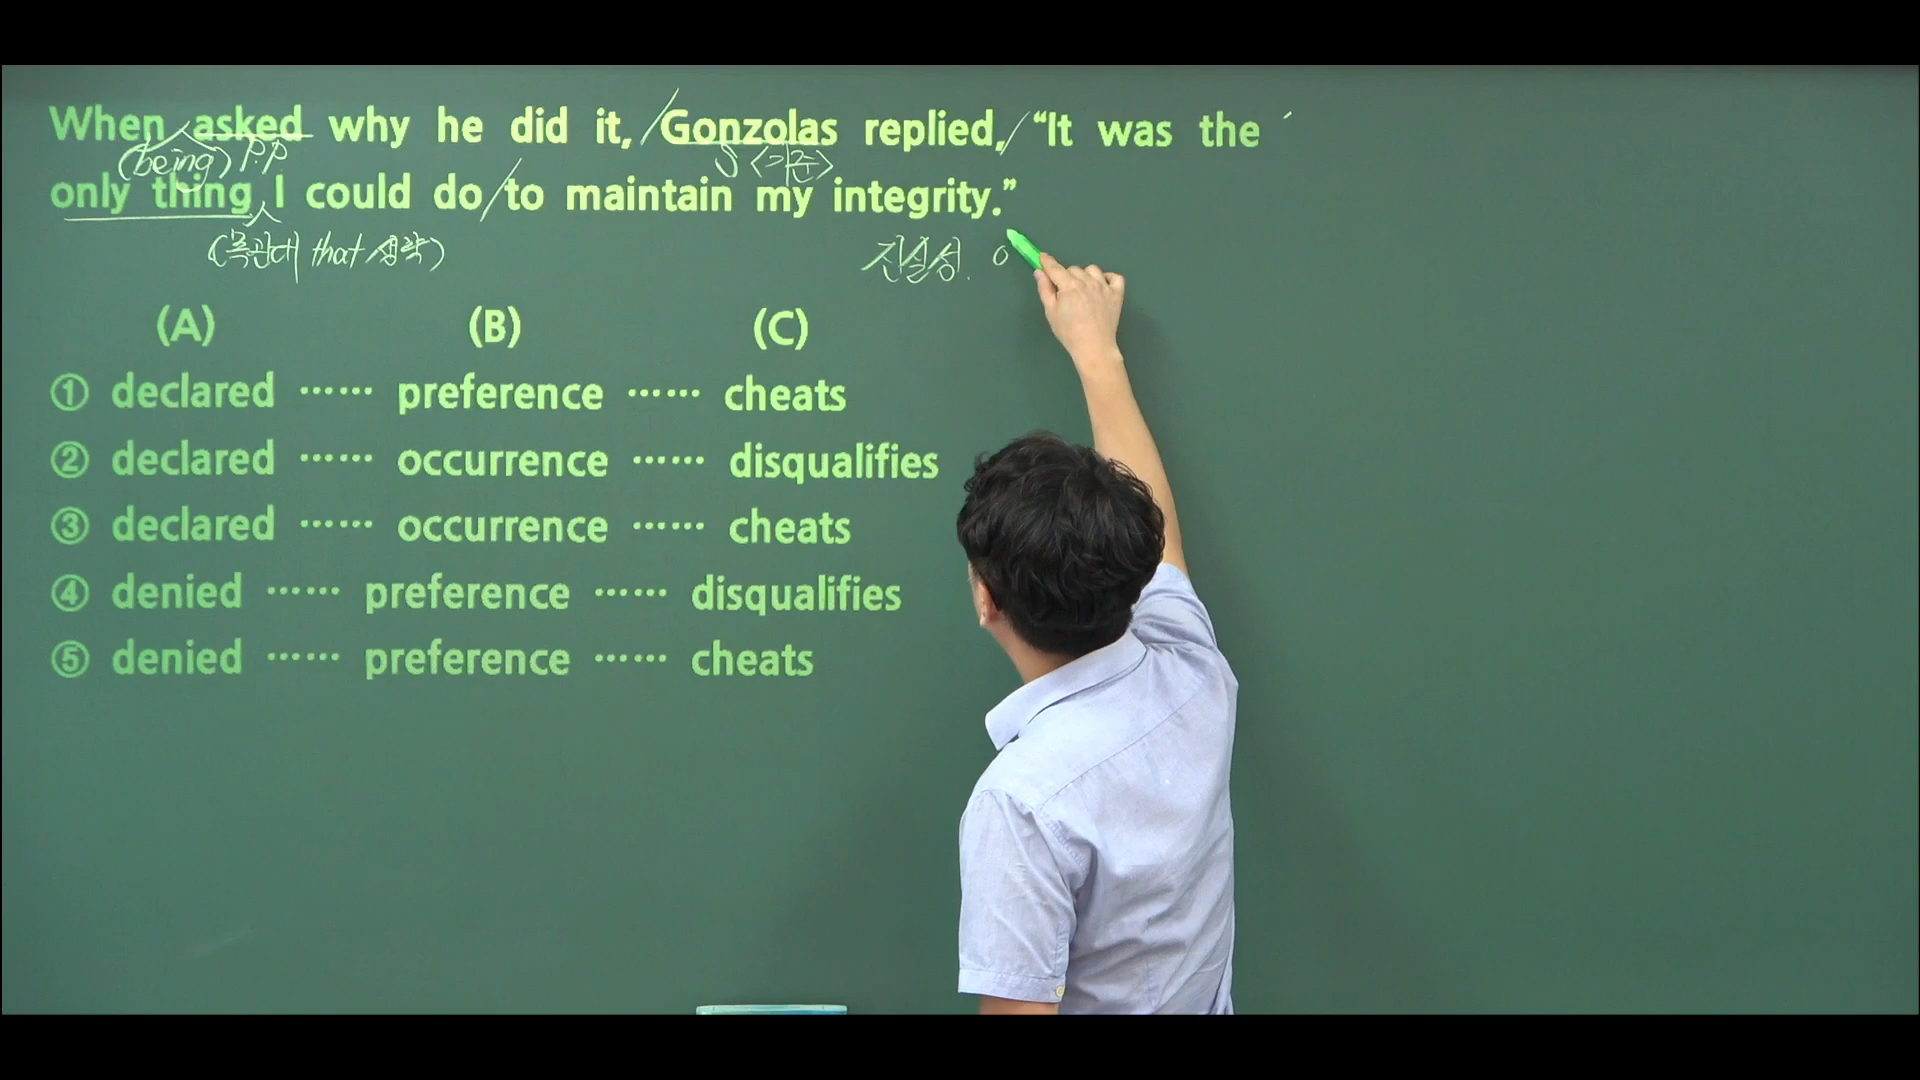 When asked why he did it, Gonzolas replied, “It was the
(being) P.P S <기준>
only thing I could do to maintain my integrity.”
(목관대 that 생략) 진실성.
(A) (B) (C)
① declared …… preference …… cheats
② declared …… occurrence …… disqualifies
③ declared …… occurrence …… cheats
④ denied …… preference …… disqualifies
⑤ denied …… preference …… cheats